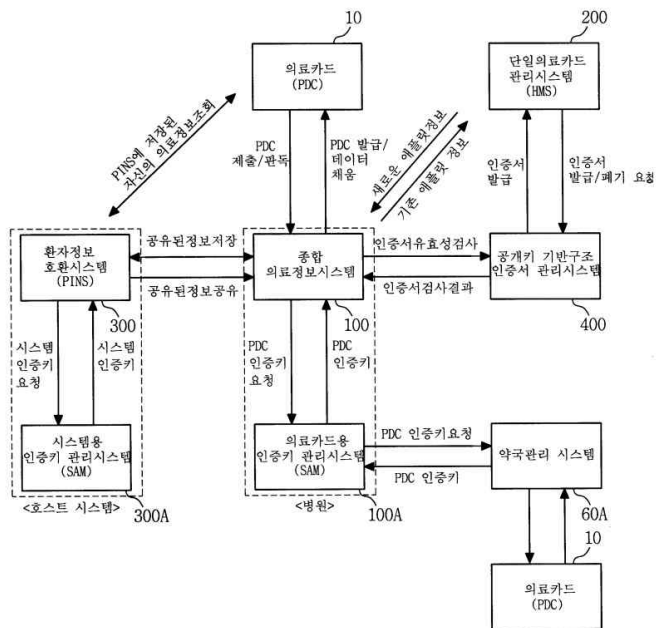 10
의료카드
(PDC)
200
단일의료카드
관리시스템
(HMS)
PINS에 저장된
자신의 의료정보조회
PDC
제출/판독
PDC 발급/
데이터
채움
새로운 애플릿정보
기존 애플릿 정보
인증서
발급
인증서
발급/폐기 요청
환자정보
호환시스템
(PINS)
300
공유된정보저장
공유된정보공유
종합
의료정보시스템
100
인증서유효성검사
인증서검사결과
공개키 기반구조
인증서 관리시스템
400
시스템
인증키
요청
시스템
인증키
PDC
인증키
요청
PDC
인증키
시스템용
인증키 관리시스템
(SAM)
300A
<호스트 시스템>
의료카드용
인증키 관리시스템
(SAM)
100A
<병원>
PDC 인증키요청
PDC 인증키
약국관리 시스템
60A
10
의료카드
(PDC)